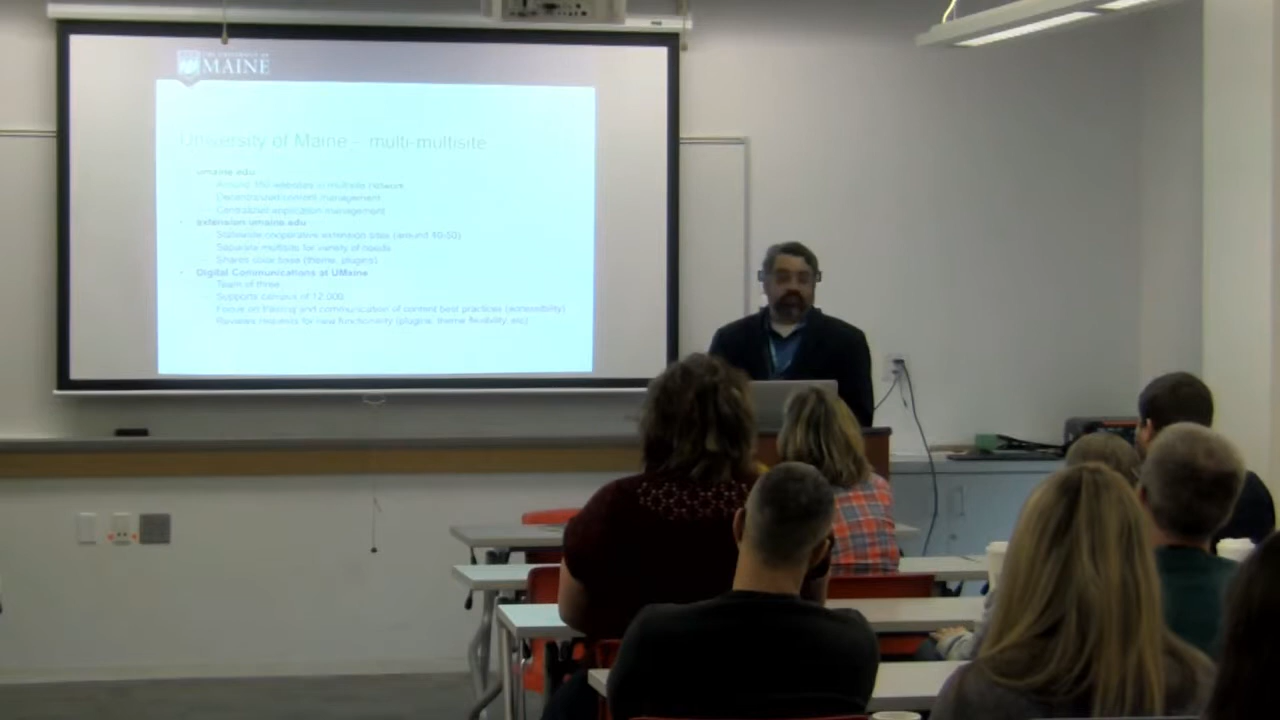 THE UNIVERSITY OF
MAINE
University of Maine – multi-multisite
umaine.edu
websites in multisite network
Decentralized content management
Centralized application management
extension.umaine.edu
Statewide cooperative extension sites (around 40-50)
Separate multisite for variety of needs
Shares code base (theme, plugins)
Digital Communications at UMaine
Team of three
Supports campus of 12,000
Focus on training and communication of content best practices (accessibility)
Reviews requests for new functionality (plugins, theme flexibility, etc)